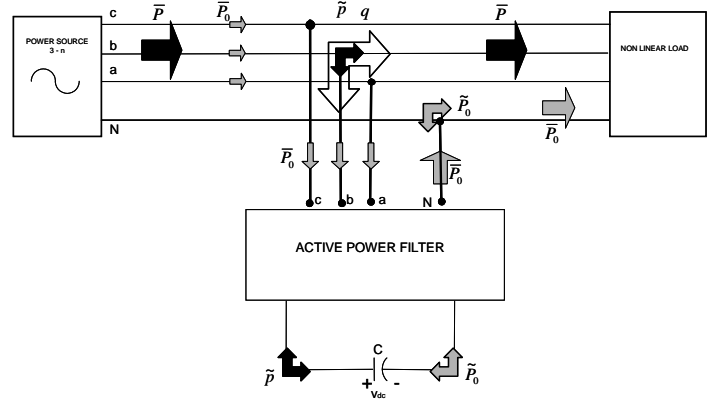 c P̅ P̅₀ p̃ q P̅
POWER SOURCE
3 - n
b
a
N
NON LINEAR LOAD
P̃₀
P̅₀
P̅₀ P̅₀
c b a N
ACTIVE POWER FILTER
C
p̃ + - P̃₀
Vdc